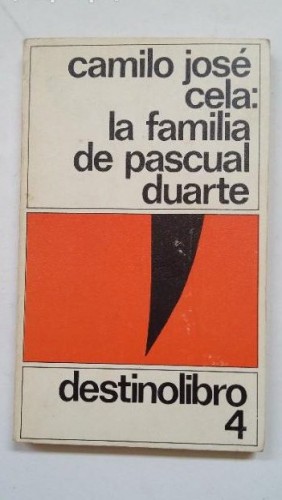 camilo josé
cela:
la familia
de pascual
duarte
destinolibro
4